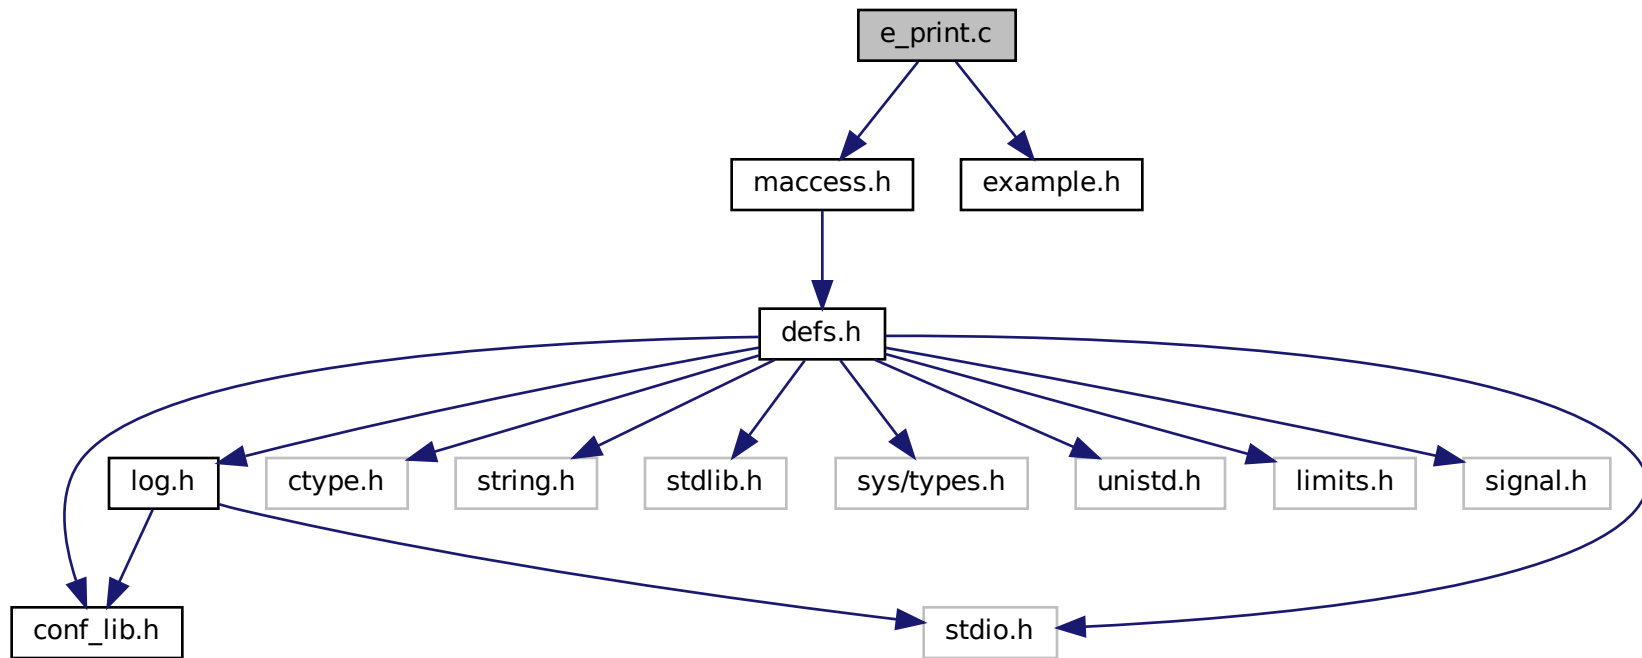 e_print.c
maccess.h
example.h
defs.h
log.h
ctype.h
string.h
stdlib.h
sys/types.h
unistd.h
limits.h
signal.h
conf_lib.h
stdio.h